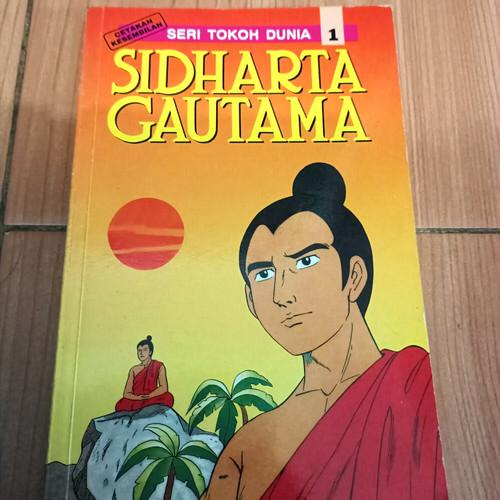 CETAKAN
KESEMBILAN
SERI TOKOH DUNIA 1
SIDHARTA
GAUTAMA